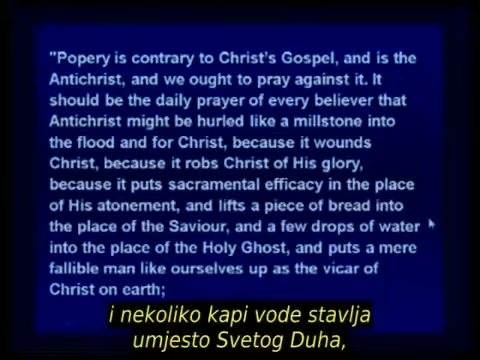 "Popery is contrary to Christ's Gospel, and is the
Antichrist, and we ought to pray against it. It
should be the daily prayer of every believer that
Antichrist might be hurled like a millstone into
the flood and for Christ, because it wounds
Christ, because it robs Christ of His glory,
because it puts sacramental efficacy in the place
of His atonement, and lifts a piece of bread into
the place of the Saviour, and a few drops of water
into the place of the Holy Ghost, and puts a mere
fallible man like ourselves up as the vicar of
Christ on earth;
i nekoliko kapi vode stavlja
umjesto Svetog Duha,